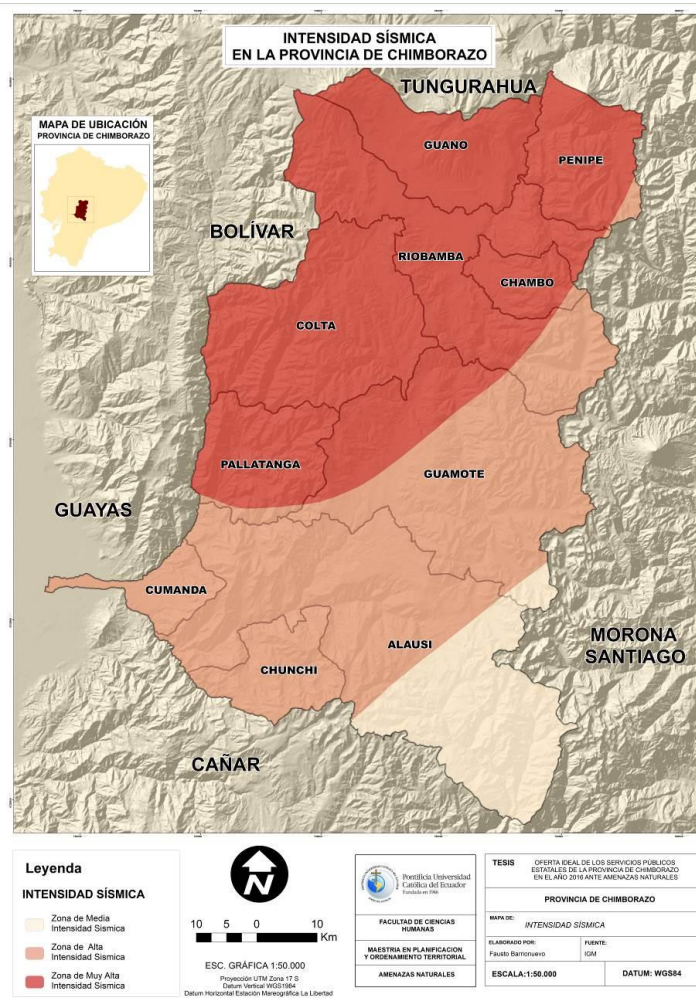 INTENSIDAD SÍSMICA
EN LA PROVINCIA DE CHIMBORAZO
MAPA DE UBICACIÓN
PROVINCIA DE CHIMBORAZO
TUNGURAHUA
GUANO
PENIPE
BOLÍVAR
RIOBAMBA
CHAMBO
COLTA
PALLATANGA
GUAMOTE
GUAYAS
CUMANDA
ALAUSI
CHUNCHI
MORONA
SANTIAGO
CAÑAR
Leyenda
INTENSIDAD SÍSMICA
Zona de Media
Intensidad Sismica
Zona de Alta
Intensidad Sismica
Zona de Muy Alta
Intensidad Sismica
N
10 5 0 10
Km
ESC. GRÁFICA 1:50.000
Proyección UTM Zona 17 S
Datum Vertical WGS1984
Datum Horizontal Estación Mareográfica La Libertad
Pontificia Universidad
Católica del Ecuador
Fundada en 1946
FACULTAD DE CIENCIAS
HUMANAS
MAESTRIA EN PLANIFICACION
Y ORDENAMIENTO TERRITORIAL
AMENAZAS NATURALES
TESIS OFERTA IDEAL DE LOS SERVICIOS PÚBLICOS
ESTATALES DE LA PROVINCIA DE CHIMBORAZO
EN EL AÑO 2016 ANTE AMENAZAS NATURALES
PROVINCIA DE CHIMBORAZO
MAPA DE:
INTENSIDAD SÍSMICA
ELABORADO POR:
Fausto Barrionuevo
FUENTE:
IGM
ESCALA:1:50.000
DATUM: WGS84